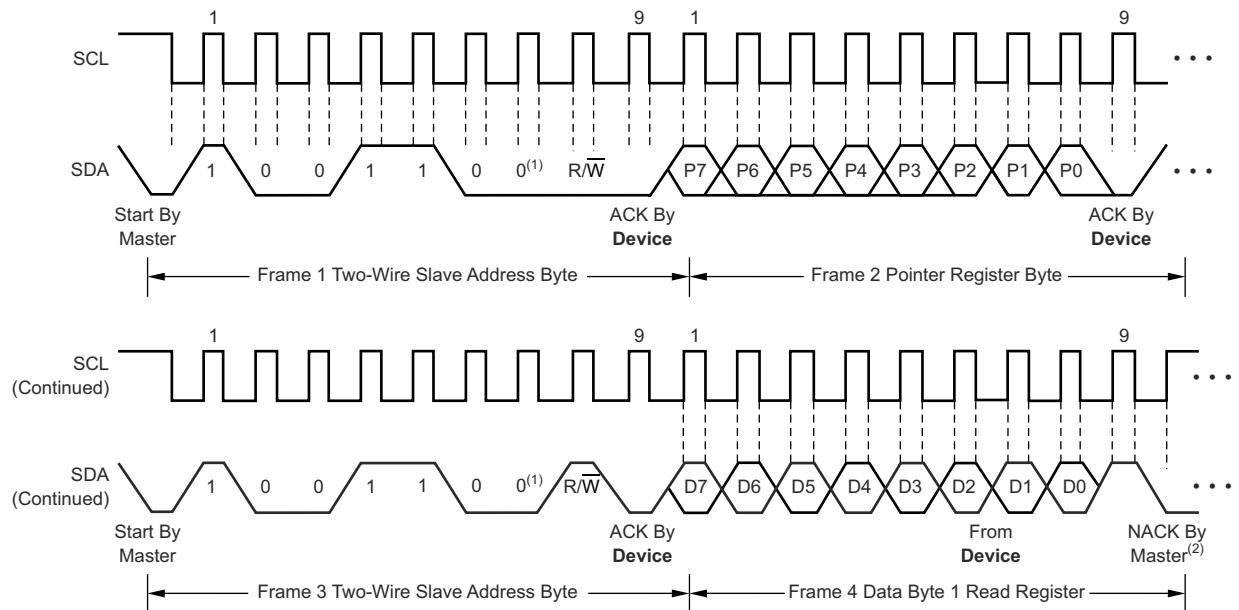 1 9 1 9
SCL
SDA
1 0 0 1 1 0 0(1) R/W̅ P7 P6 P5 P4 P3 P2 P1 P0
Start By
Master
ACK By
Device
ACK By
Device
Frame 1 Two-Wire Slave Address Byte
Frame 2 Pointer Register Byte
1 9 1 9
SCL
(Continued)
SDA
(Continued)
1 0 0 1 1 0 0(1) R/W̅ D7 D6 D5 D4 D3 D2 D1 D0
Start By
Master
ACK By
Device
From
Device
NACK By
Master(2)
Frame 3 Two-Wire Slave Address Byte
Frame 4 Data Byte 1 Read Register